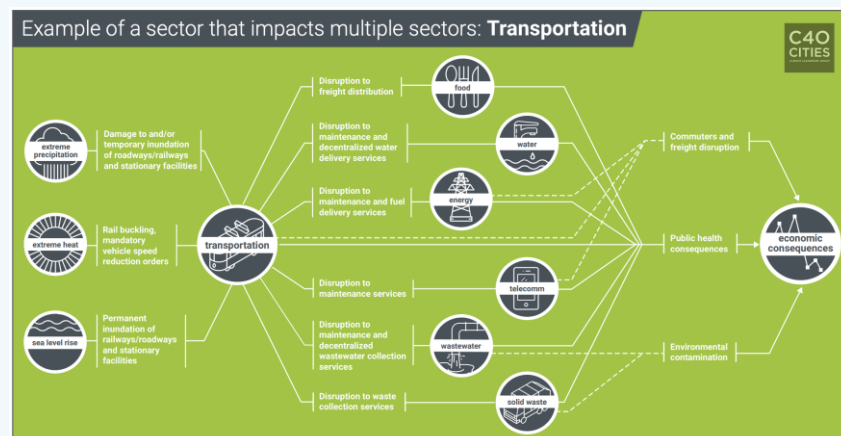 Example of a sector that impacts multiple sectors: Transportation
C40
CITIES
extreme
precipitation
Damage to and/or
temporary inundation
of roadways/railways
and stationary facilities
extreme heat
Rail buckling,
mandatory
vehicle speed
reduction orders
sea level rise
Permanent
inundation of
railways/roadways
and stationary
facilities
transportation
Disruption to
freight distribution
food
Disruption to
maintenance and
decentralized water
delivery services
water
Disruption to
maintenance and fuel
delivery services
energy
Disruption to
maintenance services
telecomm
Disruption to
maintenance and
decentralized
wastewater collection
services
wastewater
Disruption to waste
collection services
solid waste
Commuters and
freight disruption
Public health
consequences
Environmental
contamination
economic
consequences